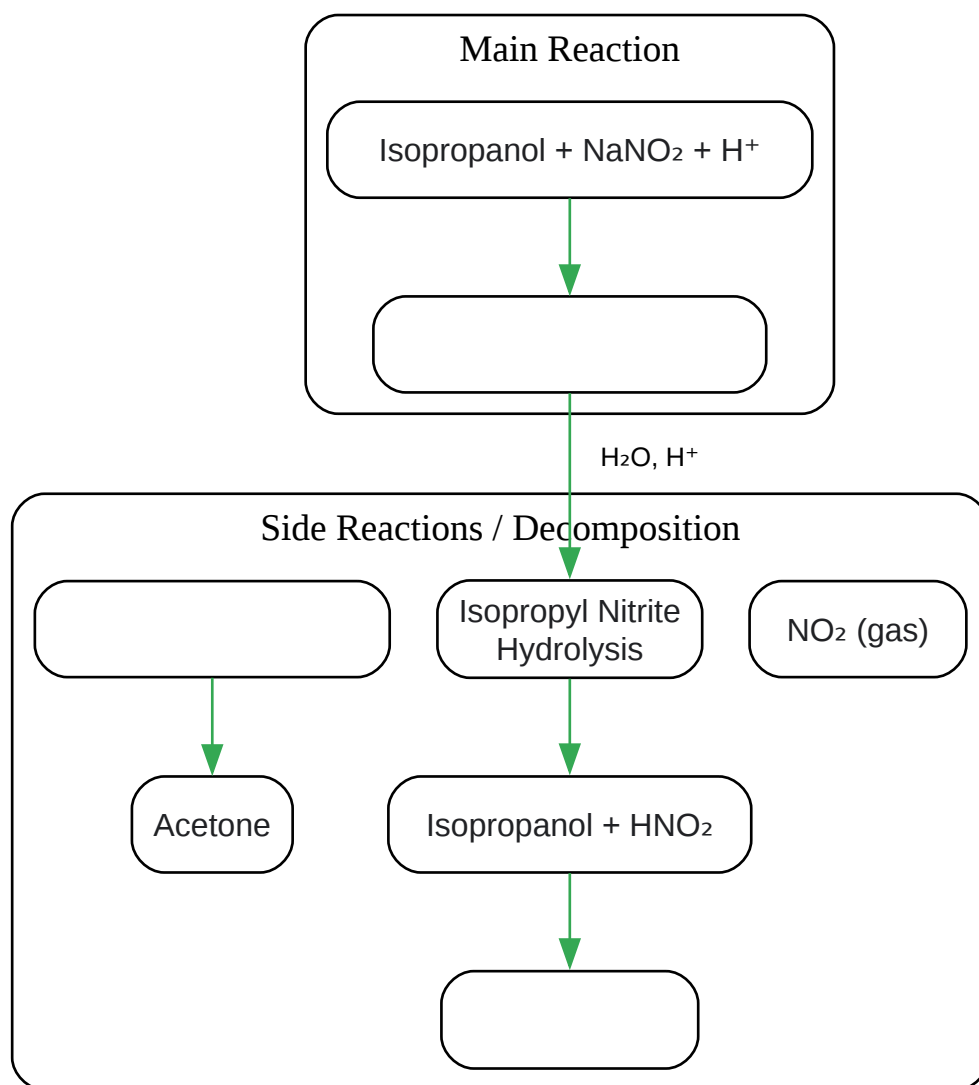 Main Reaction
Isopropanol + NaNO₂ + H⁺
H₂O, H⁺
Side Reactions / Decomposition
Isopropyl Nitrite
Hydrolysis
NO₂ (gas)
Acetone
Isopropanol + HNO₂